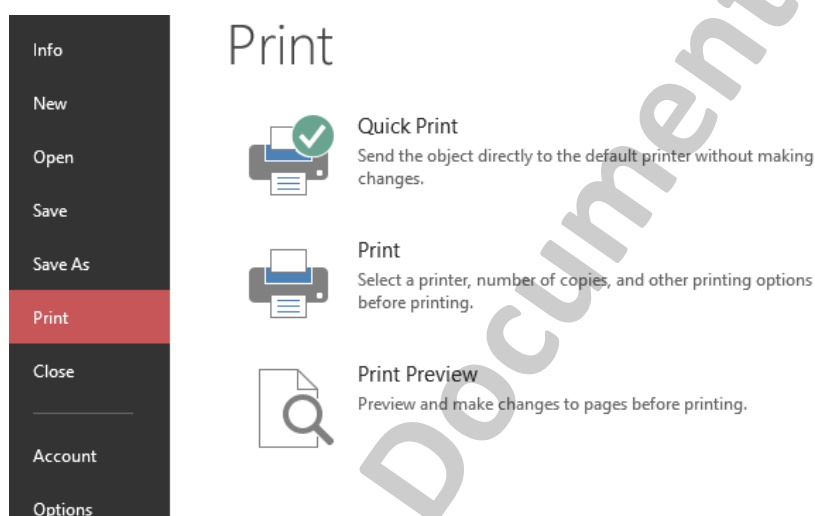 Info
New
Open
Save
Save As
Print
Close
Account
Options
Print
Quick Print
Send the object directly to the default printer without making
changes.
Print
Select a printer, number of copies, and other printing options
before printing.
Print Preview
Preview and make changes to pages before printing.
Document